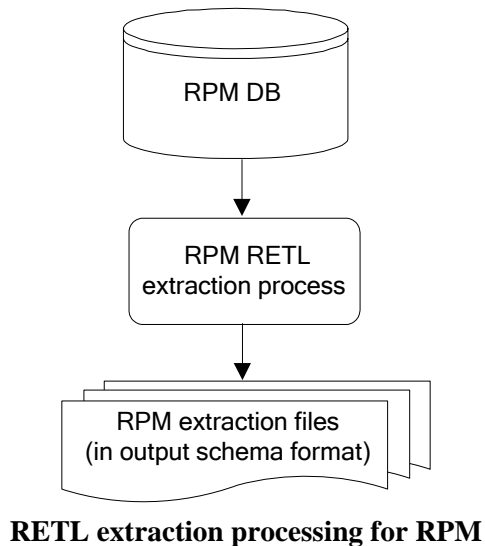 RPM DB
RPM RETL
extraction process
RPM extraction files
(in output schema format)
RETL extraction processing for RPM